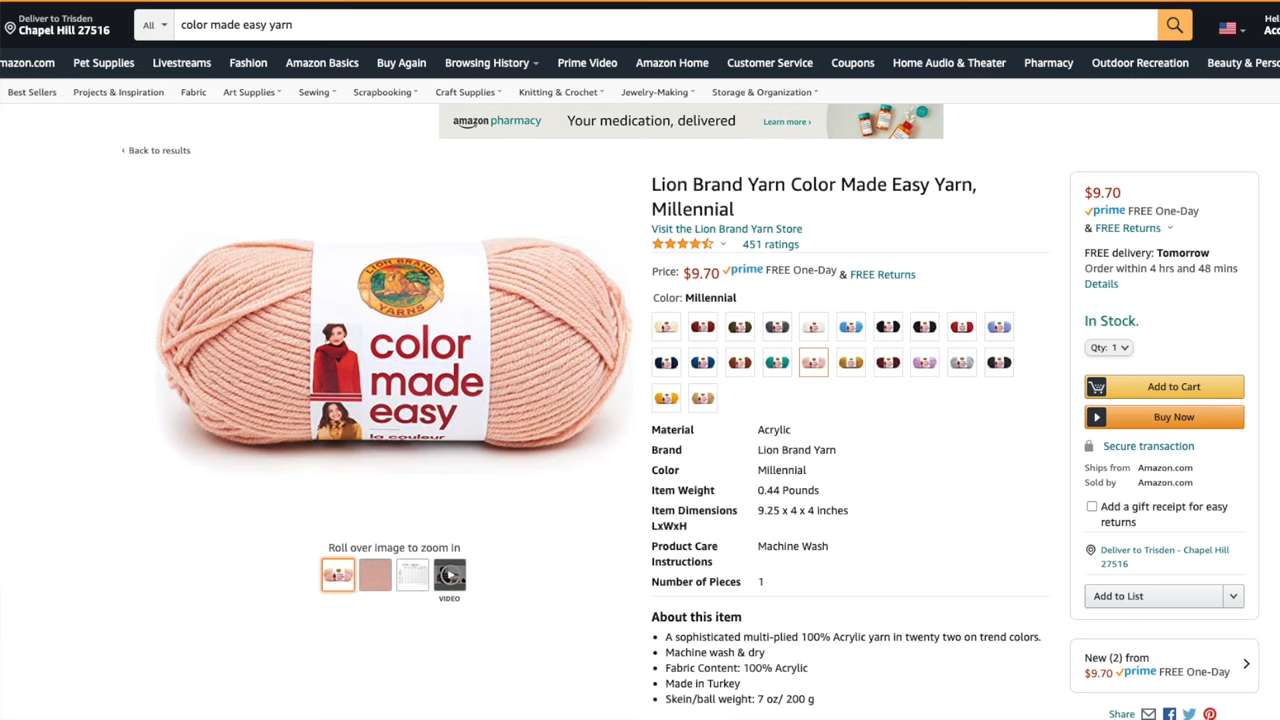 Deliver to Trisden
Chapel Hill 27516
All
color made easy yarn
Hel
Acc
mazon.com Pet Supplies Livestreams Fashion Amazon Basics Buy Again Browsing History Prime Video Amazon Home Customer Service Coupons Home Audio & Theater Pharmacy Outdoor Recreation Beauty & Perso
Best Sellers Projects & Inspiration Fabric Art Supplies Sewing Scrapbooking Craft Supplies Knitting & Crochet Jewelry-Making Storage & Organization
amazon pharmacy Your medication, delivered Learn more ›
‹ Back to results
LION BRAND
YARNS
color
made
easy
la couleur
Roll over image to zoom in
VIDEO
Lion Brand Yarn Color Made Easy Yarn,
Millennial
Visit the Lion Brand Yarn Store
451 ratings
Price: $9.70 prime FREE One-Day & FREE Returns
Color: Millennial
Material Acrylic
Brand Lion Brand Yarn
Color Millennial
Item Weight 0.44 Pounds
Item Dimensions 9.25 x 4 x 4 inches
LxWxH
Product Care Machine Wash
Instructions
Number of Pieces 1
About this item
• A sophisticated multi-plied 100% Acrylic yarn in twenty two on trend colors.
• Machine wash & dry
• Fabric Content: 100% Acrylic
• Made in Turkey
• Skein/ball weight: 7 oz/ 200 g
$9.70
prime FREE One-Day
& FREE Returns
FREE delivery: Tomorrow
Order within 4 hrs and 48 mins
Details
In Stock.
Qty: 1
Add to Cart
Buy Now
Secure transaction
Ships from Amazon.com
Sold by Amazon.com
Add a gift receipt for easy
returns
Deliver to Trisden - Chapel Hill
27516
Add to List
New (2) from
$9.70 prime FREE One-Day
Share